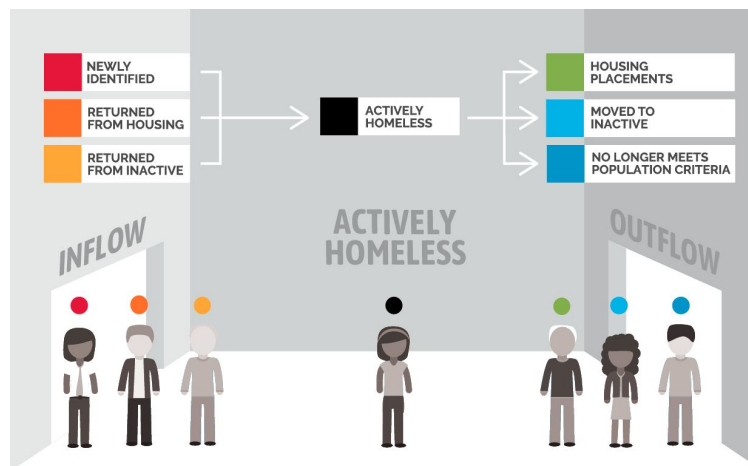 NEWLY
IDENTIFIED
RETURNED
FROM HOUSING
RETURNED
FROM INACTIVE
ACTIVELY
HOMELESS
HOUSING
PLACEMENTS
MOVED TO
INACTIVE
NO LONGER MEETS
POPULATION CRITERIA
INFLOW
ACTIVELY
HOMELESS
OUTFLOW